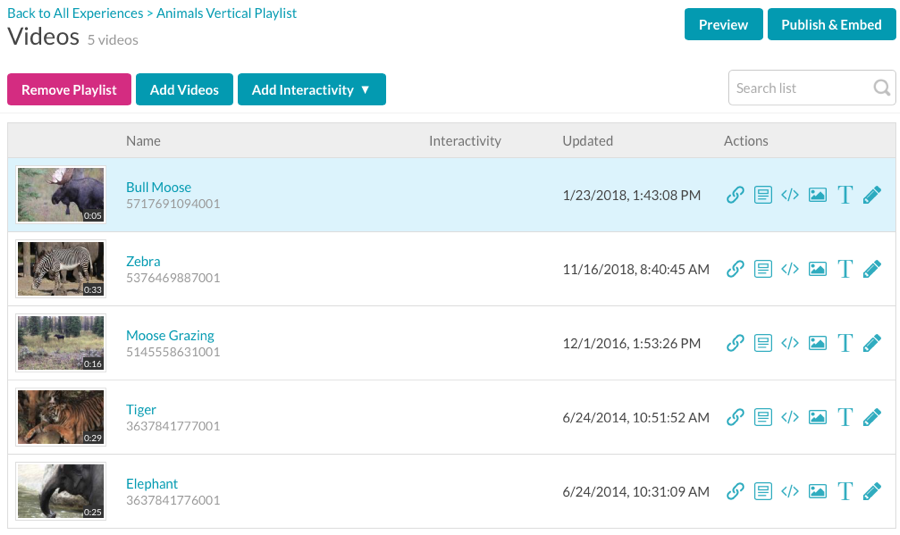 Back to All Experiences > Animals Vertical Playlist
Videos 5 videos
Preview
Publish & Embed
Remove Playlist
Add Videos
Add Interactivity ▼
Search list
Name Interactivity Updated Actions
Bull Moose
5717691094001
1/23/2018, 1:43:08 PM
0:05
Zebra
5376469887001
11/16/2018, 8:40:45 AM
0:33
Moose Grazing
5145558631001
12/1/2016, 1:53:26 PM
0:16
Tiger
3637841777001
6/24/2014, 10:51:52 AM
0:29
Elephant
3637841776001
6/24/2014, 10:31:09 AM
0:25